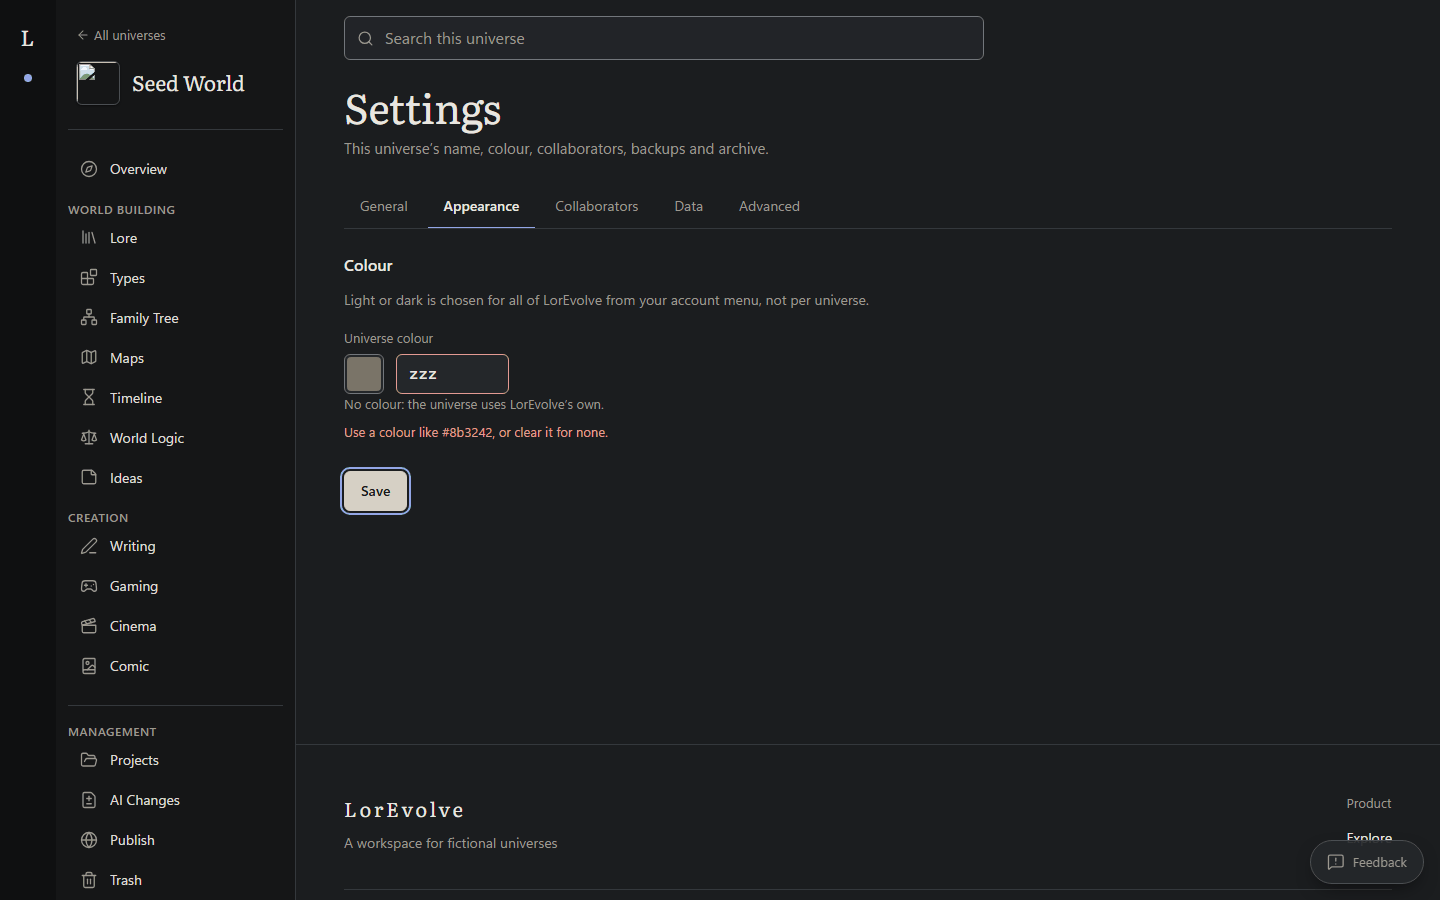 L
All universes
Seed World
Overview
WORLD BUILDING
Lore
Types
Family Tree
Maps
Timeline
World Logic
Ideas
CREATION
Writing
Gaming
Cinema
Comic
MANAGEMENT
Projects
AI Changes
Publish
Trash
Search this universe
Settings
This universe’s name, colour, collaborators, backups and archive.
General Appearance Collaborators Data Advanced
Colour
Light or dark is chosen for all of LorEvolve from your account menu, not per universe.
Universe colour
zzz
No colour: the universe uses LorEvolve’s own.
Use a colour like #8b3242, or clear it for none.
Save
LorEvolve
A workspace for fictional universes
Product
Explore
Feedback